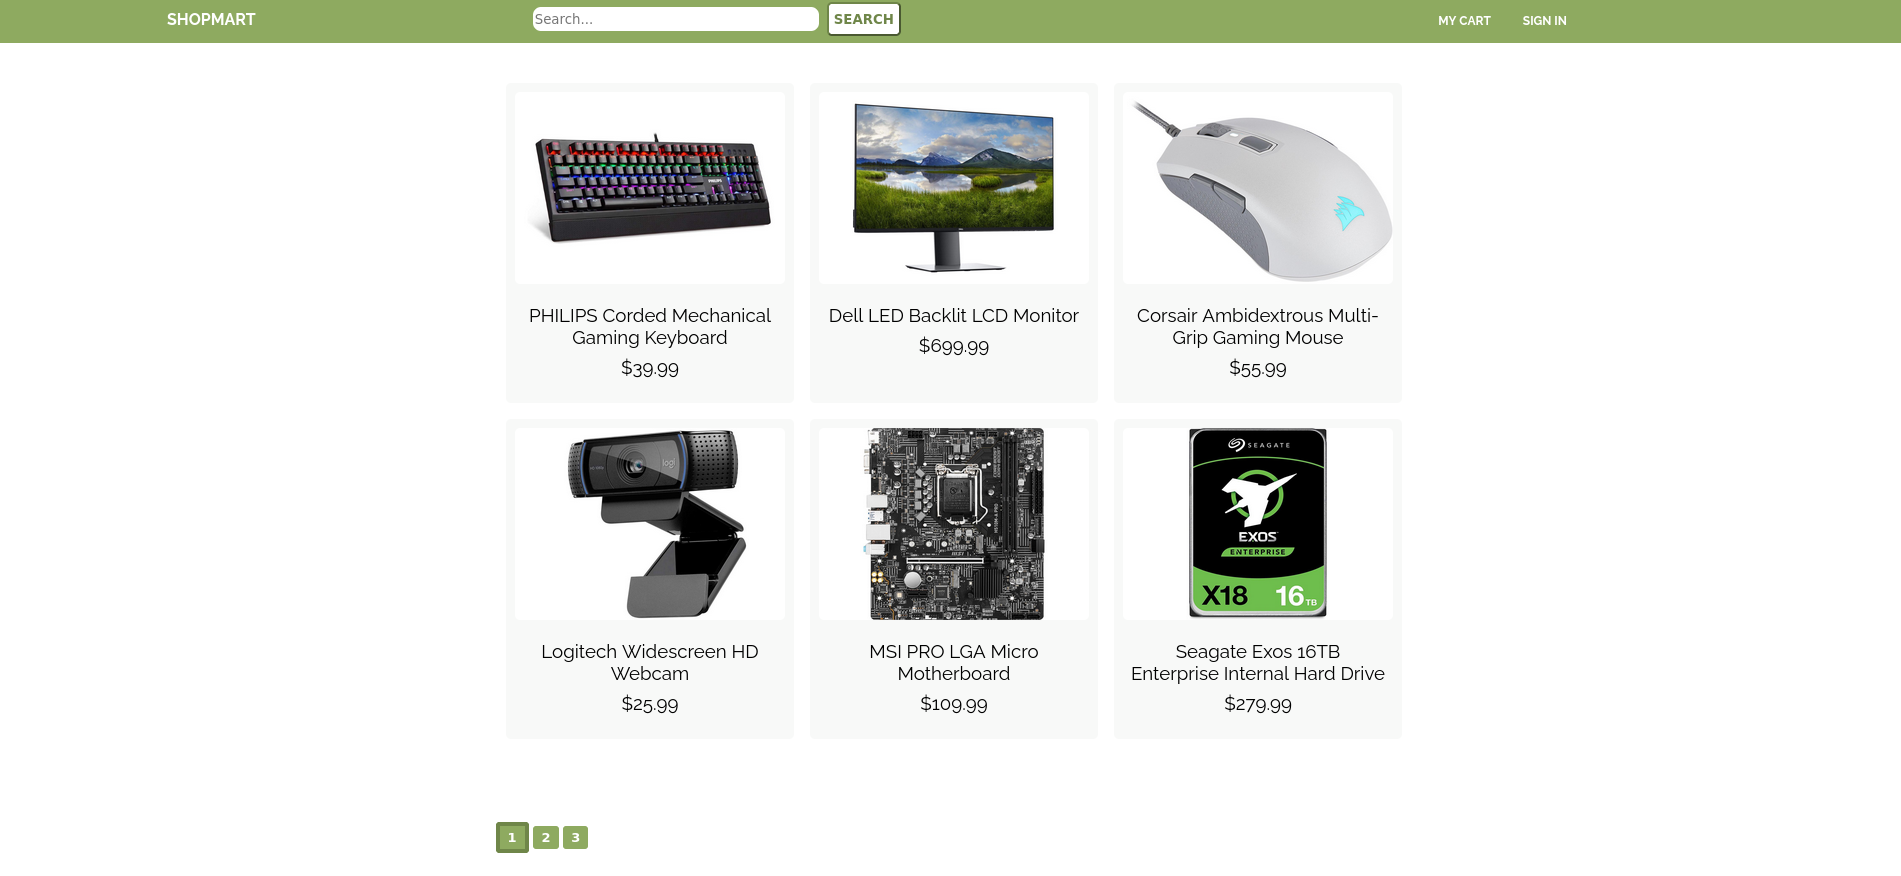 SHOPMART
Search...
SEARCH
MY CART
SIGN IN
PHILIPS
PHILIPS Corded Mechanical
Gaming Keyboard
$39.99
Dell LED Backlit LCD Monitor
$699.99
Corsair Ambidextrous Multi-
Grip Gaming Mouse
$55.99
logi
Logitech Widescreen HD
Webcam
$25.99
MSI PRO LGA Micro
Motherboard
$109.99
SEAGATE
EXOS
ENTERPRISE
X18 16TB
Seagate Exos 16TB
Enterprise Internal Hard Drive
$279.99
1 2 3